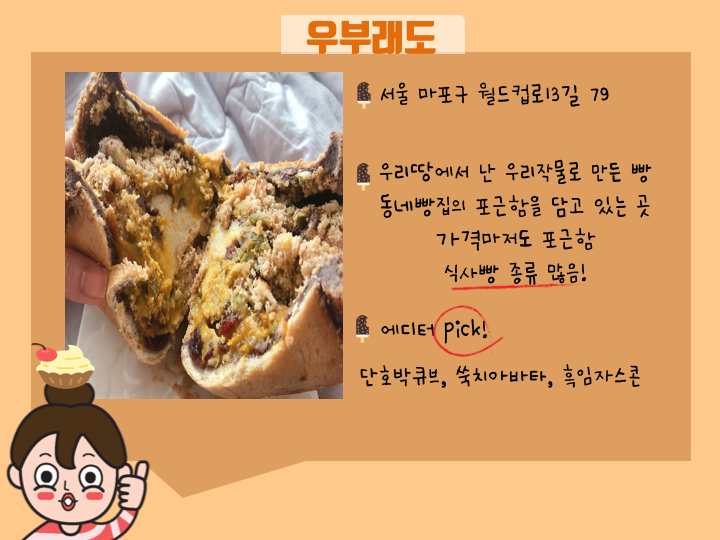 우부래도
서울 마포구 월드컵로13길 79
우리땅에서 난 우리작물로 만든 빵
동네빵집의 포근함을 담고 있는 곳
가격마저도 포근함
식사빵 종류 많음!
에디터 Pick!
단호박큐브, 쑥치아바타, 흑임자스콘